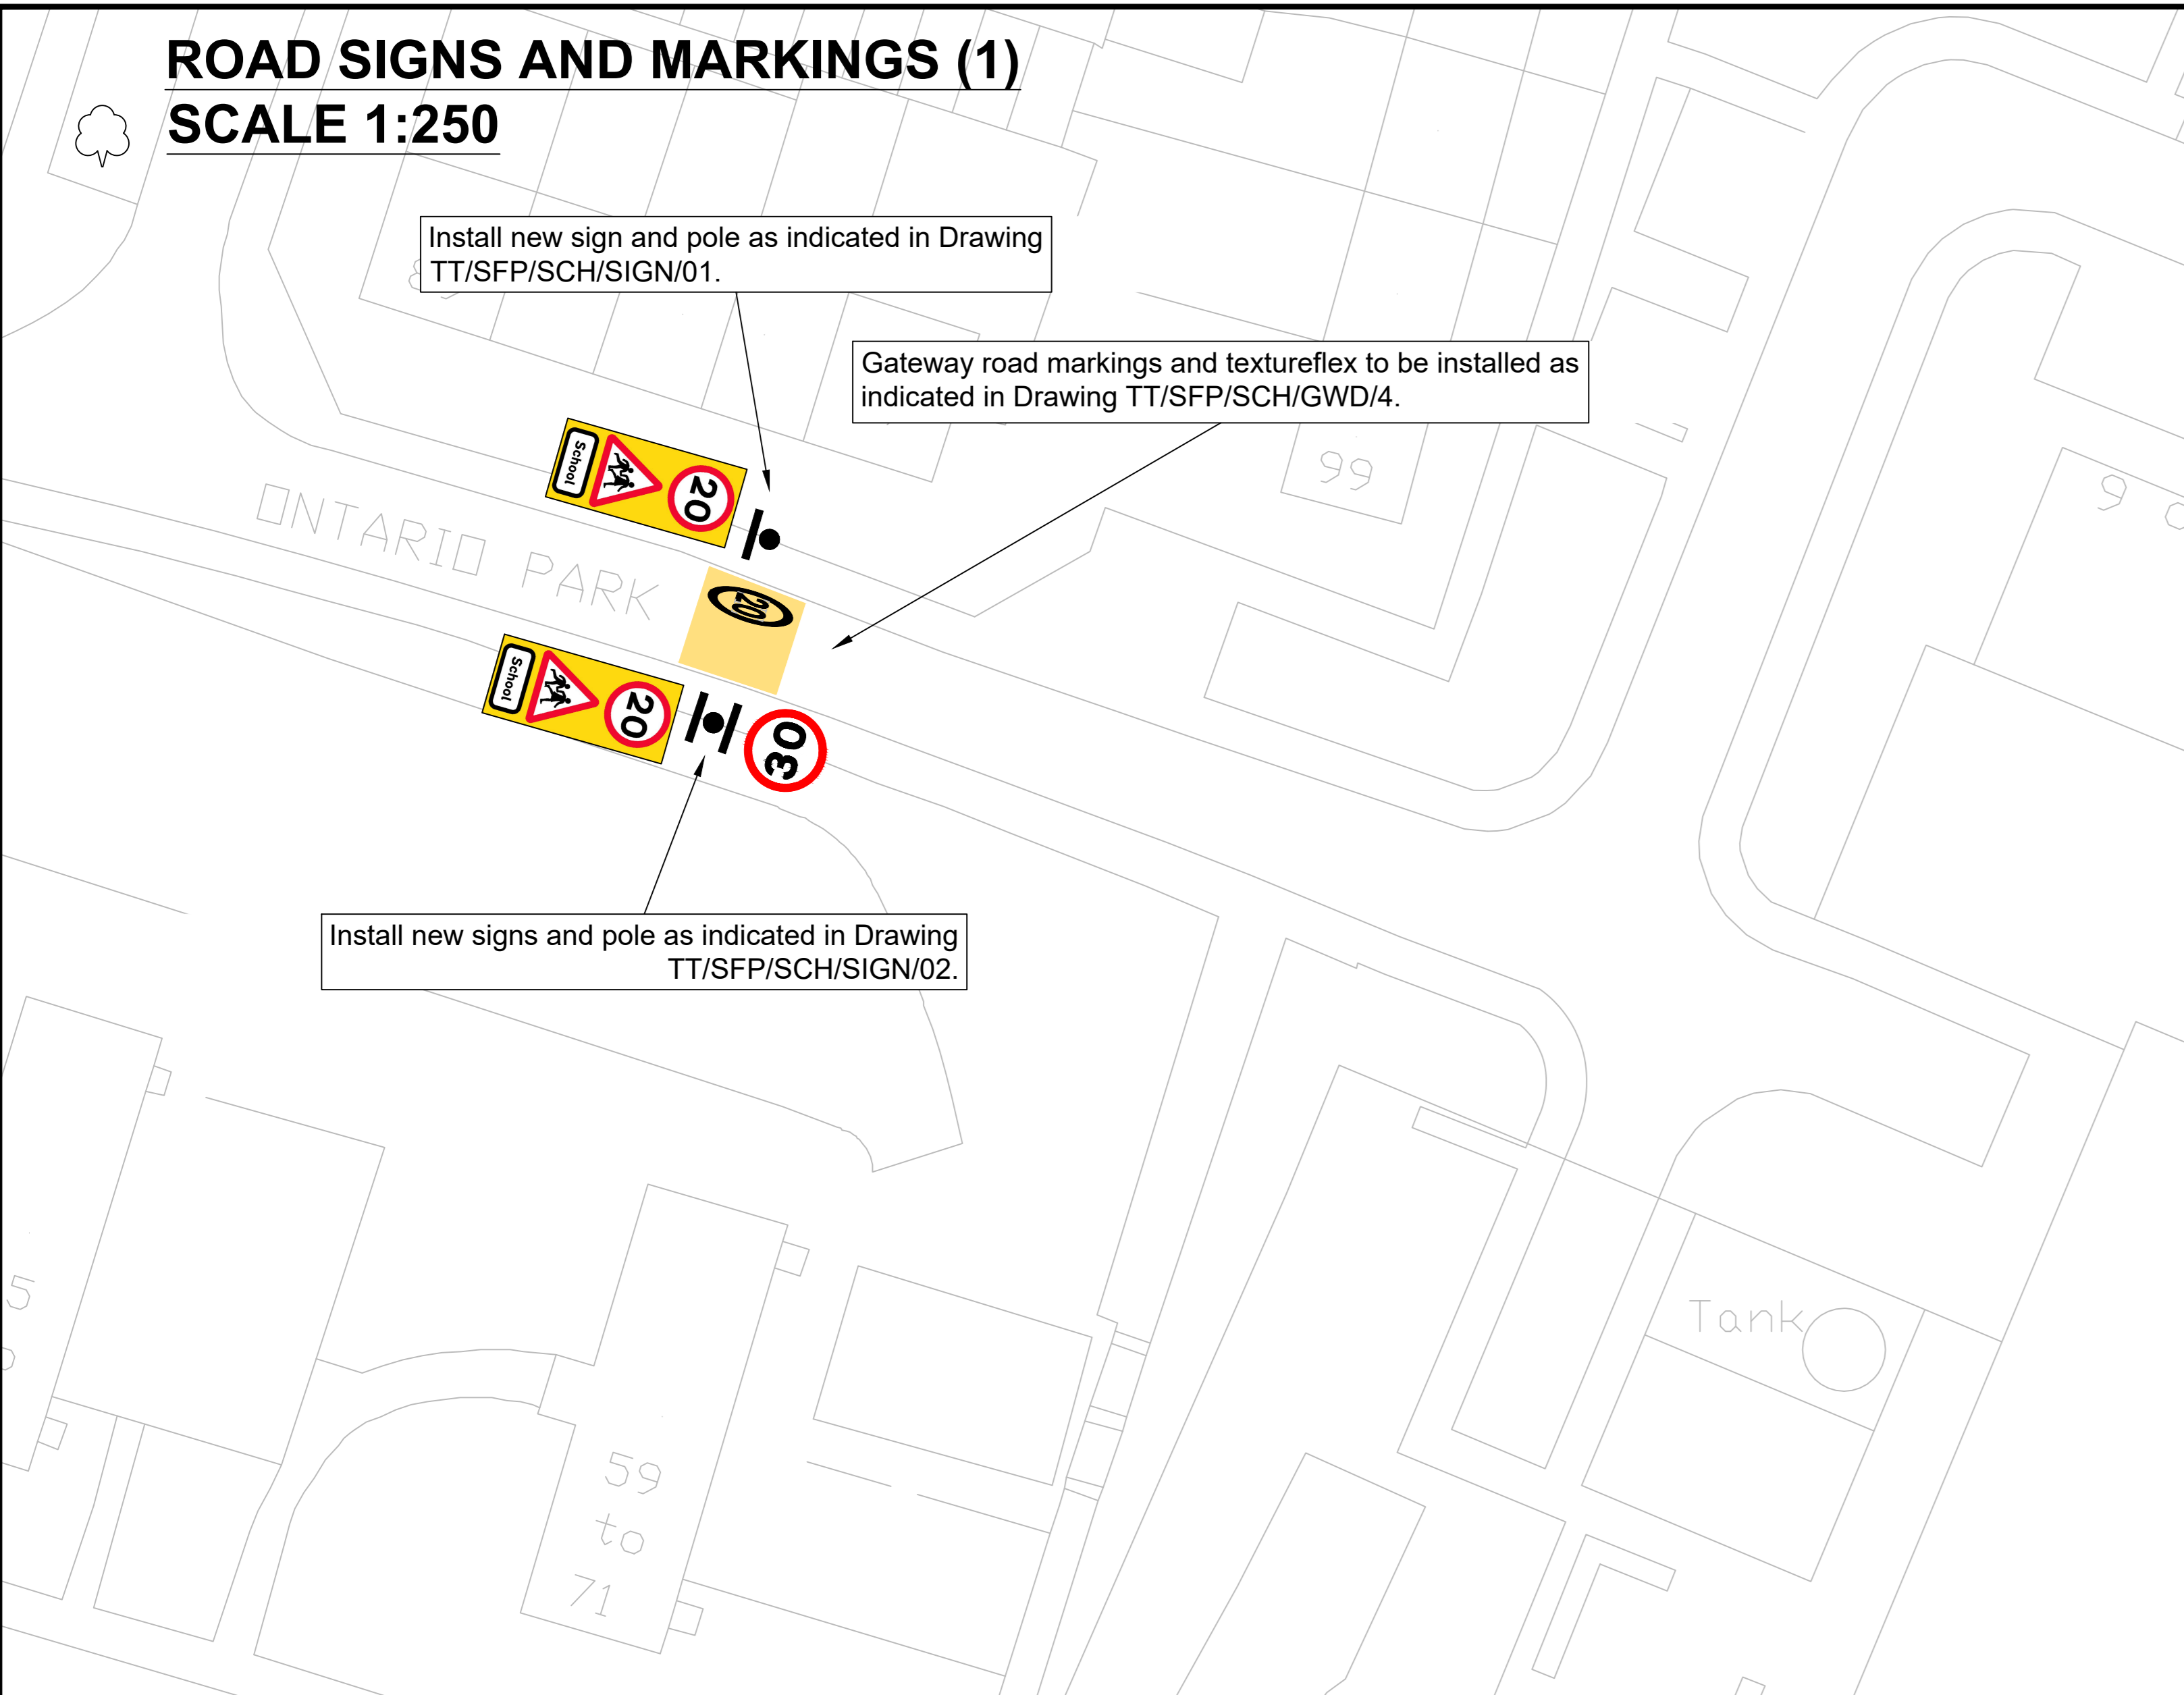 ROAD SIGNS AND MARKINGS (1)
SCALE 1:250
Install new sign and pole as indicated in Drawing
TT/SFP/SCH/SIGN/01.
Gateway road markings and textureflex to be installed as
indicated in Drawing TT/SFP/SCH/GWD/4.
School
20
99
9
ONTARIO PARK
20
School
20
30
Install new signs and pole as indicated in Drawing
TT/SFP/SCH/SIGN/02.
5
Tank
59
to
71